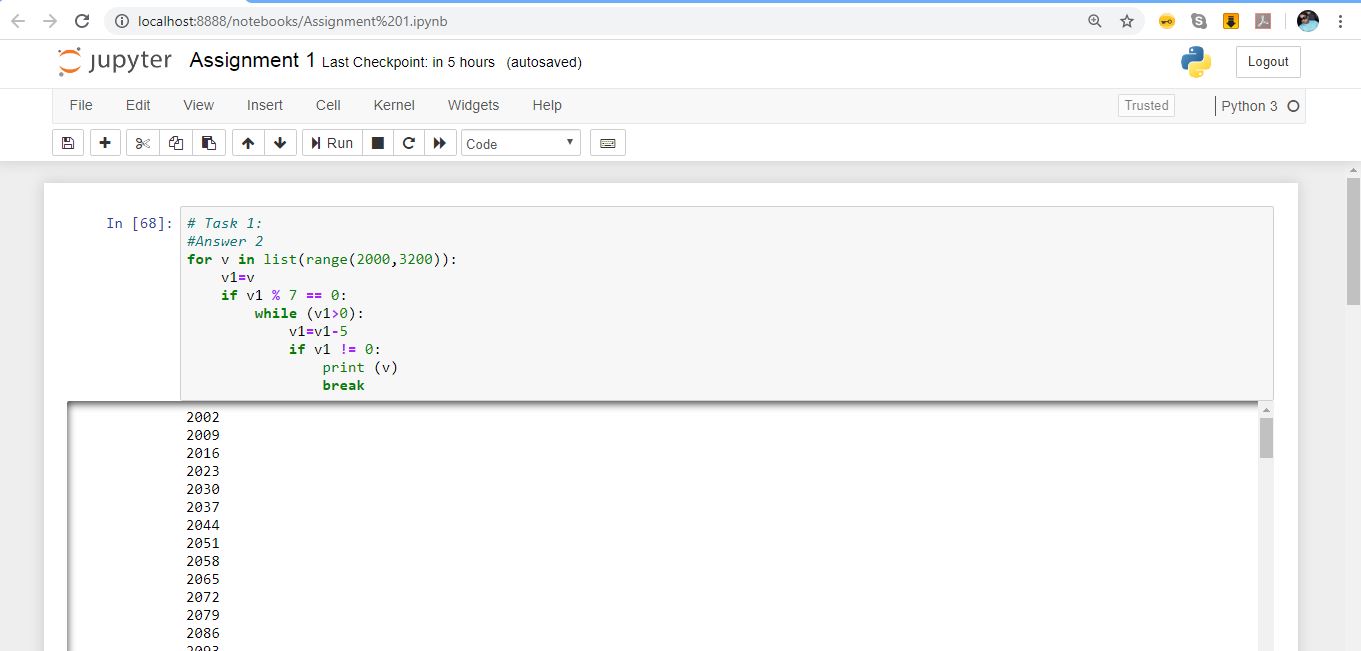 localhost:8888/notebooks/Assignment%201.ipynb
jupyter Assignment 1 Last Checkpoint: in 5 hours (autosaved)
Logout
File Edit View Insert Cell Kernel Widgets Help
Trusted
Python 3
Run
Code
In [68]:
# Task 1:
#Answer 2
for v in list(range(2000,3200)):
    v1=v
    if v1 % 7 == 0:
        while (v1>0):
            v1=v1-5
            if v1 != 0:
                print (v)
                break
2002
2009
2016
2023
2030
2037
2044
2051
2058
2065
2072
2079
2086
2093